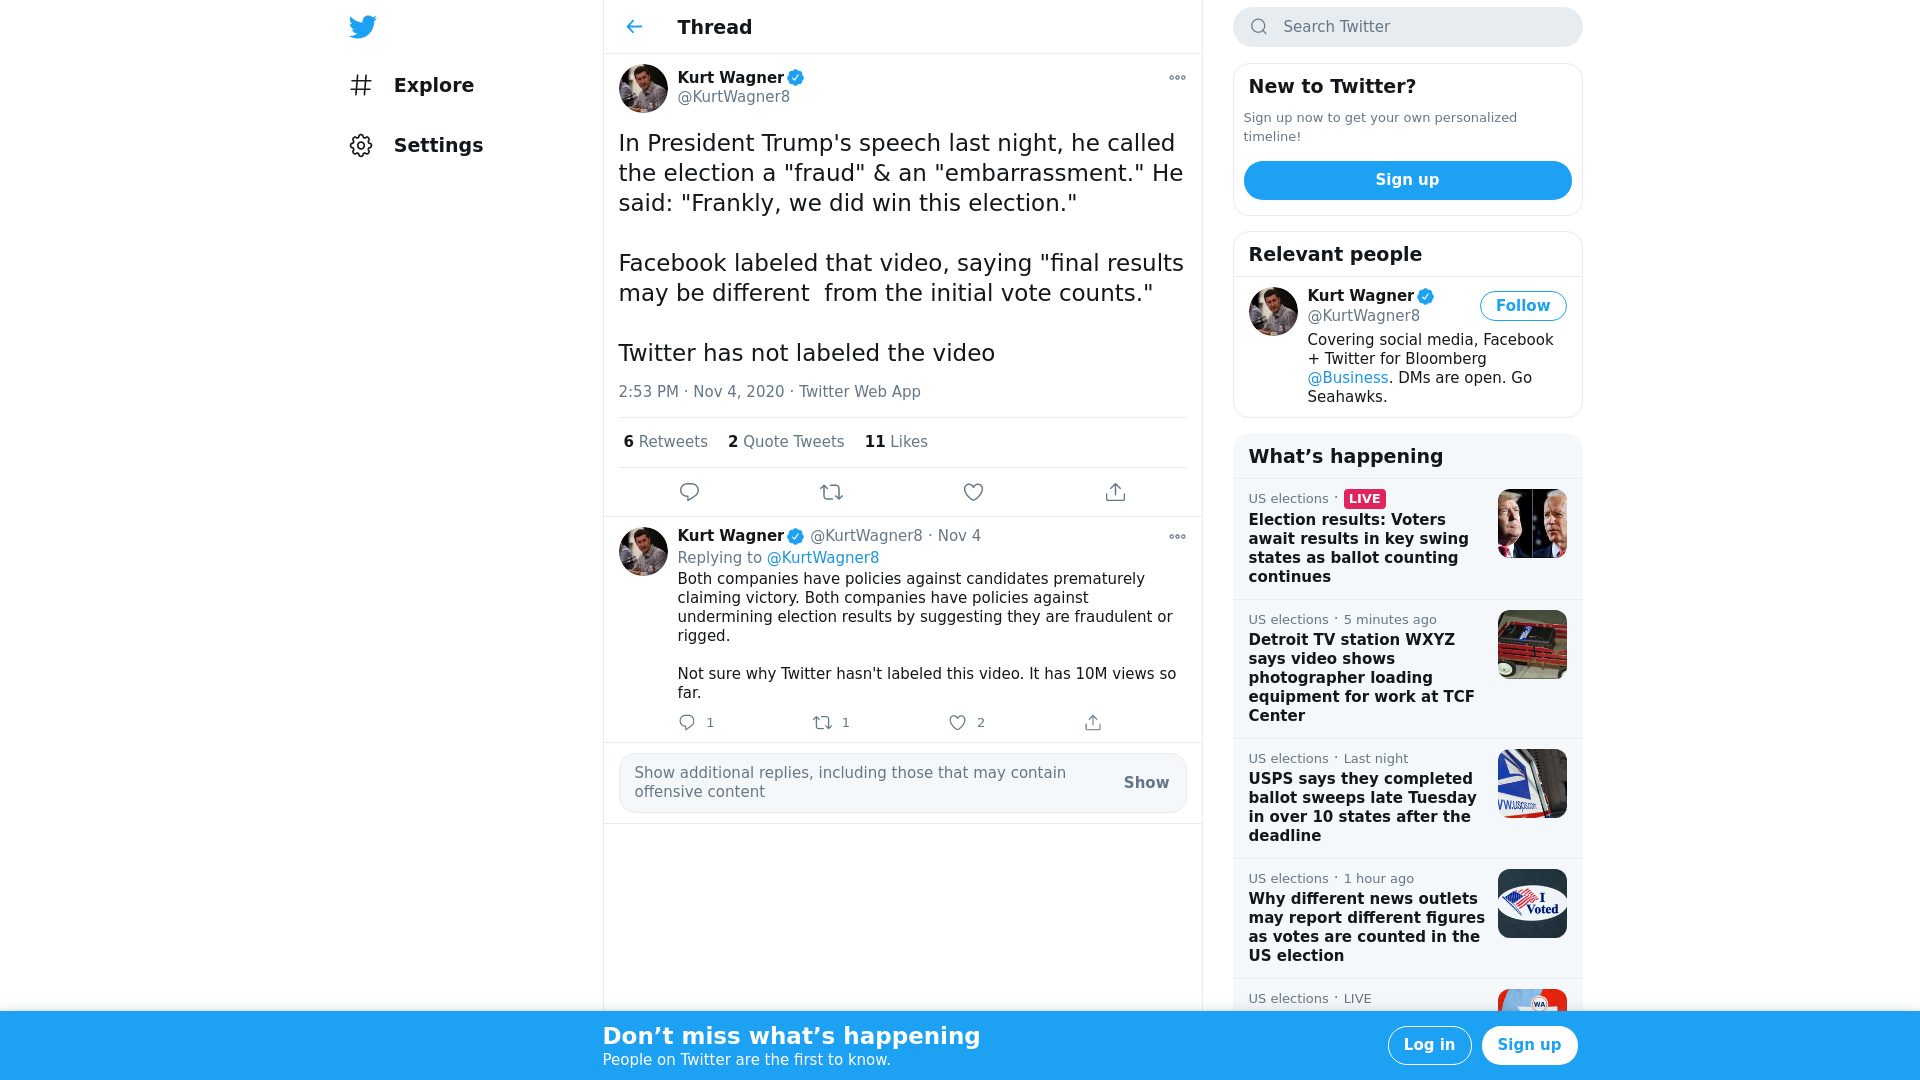 Explore
Settings
Thread
Kurt Wagner
@KurtWagner8
In President Trump's speech last night, he called
the election a "fraud" & an "embarrassment." He
said: "Frankly, we did win this election."
Facebook labeled that video, saying "final results
may be different  from the initial vote counts."
Twitter has not labeled the video
2:53 PM · Nov 4, 2020 · Twitter Web App
6 Retweets 2 Quote Tweets 11 Likes
Kurt Wagner @KurtWagner8 · Nov 4
Replying to @KurtWagner8
Both companies have policies against candidates prematurely
claiming victory. Both companies have policies against
undermining election results by suggesting they are fraudulent or
rigged.
Not sure why Twitter hasn't labeled this video. It has 10M views so
far.
1 1 2
Show additional replies, including those that may contain
offensive content
Show
Search Twitter
New to Twitter?
Sign up now to get your own personalized
timeline!
Sign up
Relevant people
Kurt Wagner
@KurtWagner8
Follow
Covering social media, Facebook
+ Twitter for Bloomberg
@Business. DMs are open. Go
Seahawks.
What's happening
US elections · LIVE
Election results: Voters
await results in key swing
states as ballot counting
continues
US elections · 5 minutes ago
Detroit TV station WXYZ
says video shows
photographer loading
equipment for work at TCF
Center
US elections · Last night
USPS says they completed
ballot sweeps late Tuesday
in over 10 states after the
deadline
US elections · 1 hour ago
Why different news outlets
may report different figures
as votes are counted in the
US election
I
Voted
US elections · LIVE
WA
Don’t miss what’s happening
People on Twitter are the first to know.
Log in
Sign up